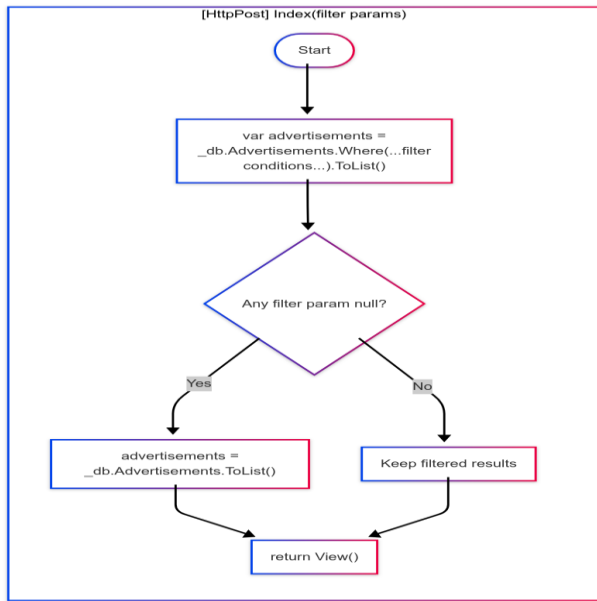 [HttpPost] Index(filter params)
Start
var advertisements =
_db.Advertisements.Where(...filter
conditions...).ToList()
Any filter param null?
Yes
No
advertisements =
_db.Advertisements.ToList()
Keep filtered results
return View()